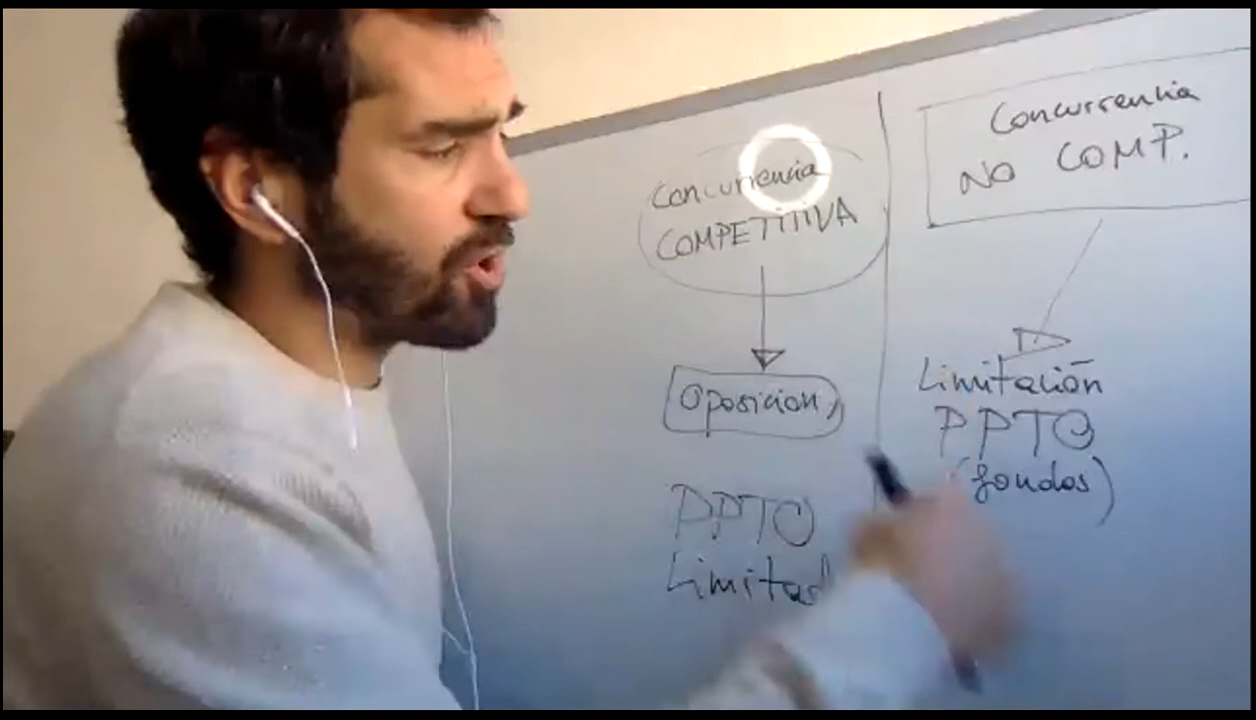 Concurrencia
COMPETITIVA
Oposicion
PPTO
Limitad
Concurrencia
NO COMP.
Limitación
PPTO
(fondos)